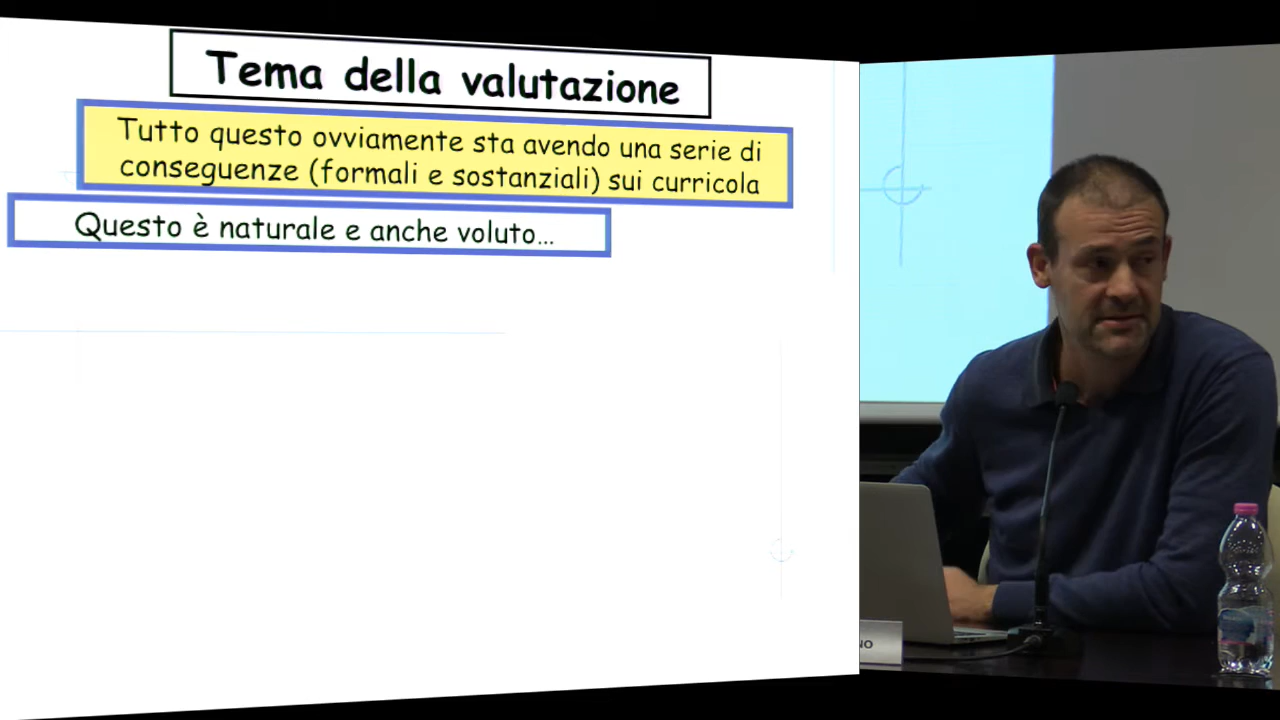 Tema della valutazione
Tutto questo ovviamente sta avendo una serie di
conseguenze (formali e sostanziali) sui curricola
Questo è naturale e anche voluto...
NO